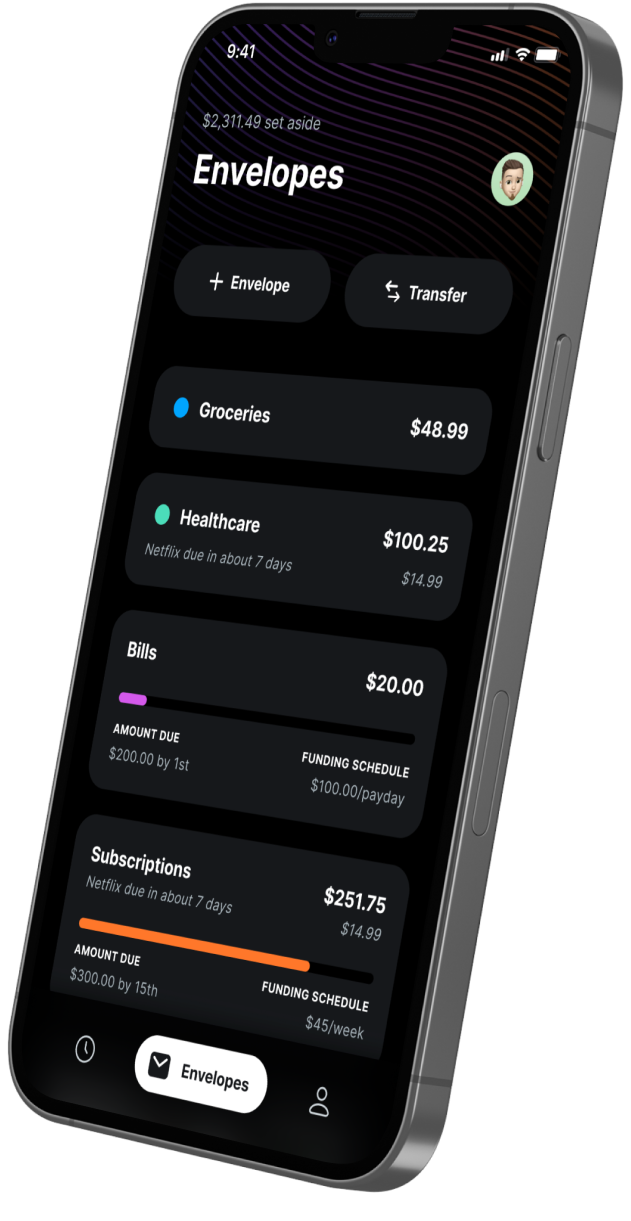 9:41
$2,311.49 set aside
Envelopes
+ Envelope
Transfer
Groceries
$48.99
Healthcare
$100.25
Netflix due in about 7 days
$14.99
Bills
$20.00
AMOUNT DUE
$200.00 by 1st
FUNDING SCHEDULE
$100.00/payday
Subscriptions
$251.75
Netflix due in about 7 days
$14.99
AMOUNT DUE
$300.00 by 15th
FUNDING SCHEDULE
$45/week
Envelopes